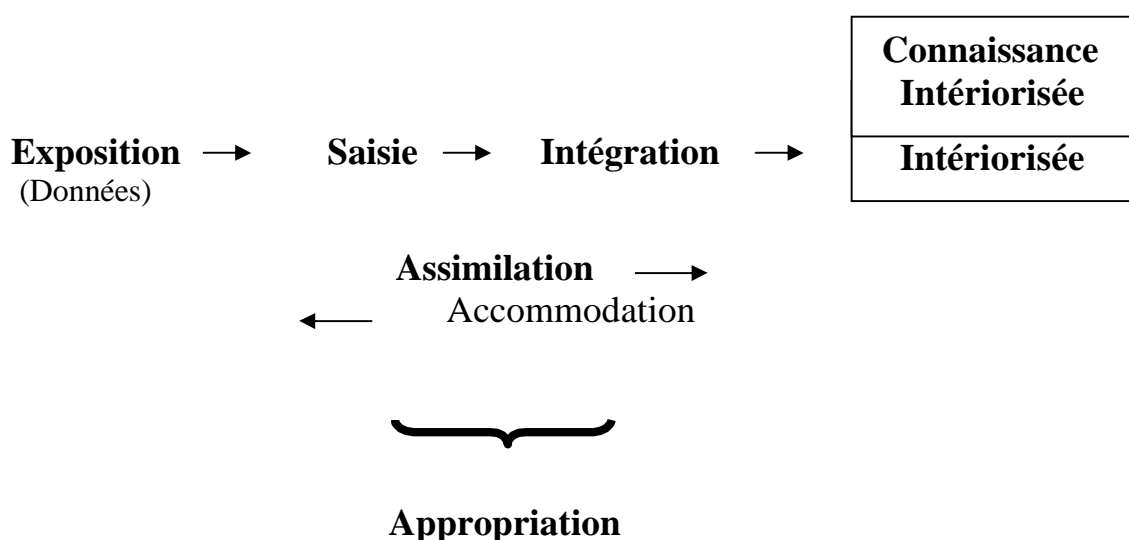 Connaissance
Intériorisée
Exposition Saisie Intégration Intériorisée
(Données)
Assimilation
Accommodation
Appropriation